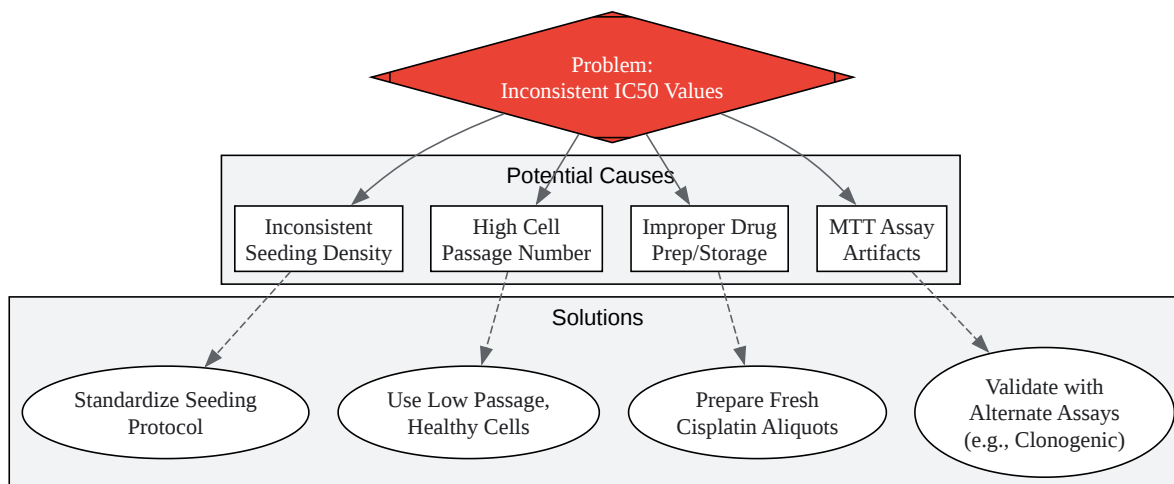 Problem:
Inconsistent IC50 Values
Potential Causes
Inconsistent
Seeding Density
High Cell
Passage Number
Improper Drug
Prep/Storage
MTT Assay
Artifacts
Solutions
Standardize Seeding
Protocol
Use Low Passage,
Healthy Cells
Prepare Fresh
Cisplatin Aliquots
Validate with
Alternate Assays
(e.g., Clonogenic)